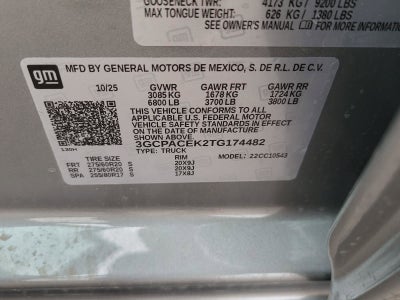 GOOSENECK TWR: 4173 KG / 9200 LBS
MAX TONGUE WEIGHT: 626 KG / 1380 LBS
SEE OWNER'S MANUAL FOR
gm
MFD BY GENERAL MOTORS DE MEXICO, S. DE R.L. DE C.V.
10/25 GVWR GAWR FRT GAWR RR
3085 KG 1678 KG 1724 KG
6800 LB 3700 LB 3800 LB
THIS VEHICLE CONFORMS TO ALL
APPLICABLE U.S. FEDERAL MOTOR
VEHICLE SAFETY STANDARDS IN EFFECT
ON THE DATE OF MANUFACTURE
SHOWN ABOVE.
3GCPACEK2TG174482
TYPE: TRUCK MODEL: 22CC10543
TIRE SIZE RIM
FRT 275/60R20 20X9J
RR 275/60R20 20X9J
SPA 255/80R17 17X8J